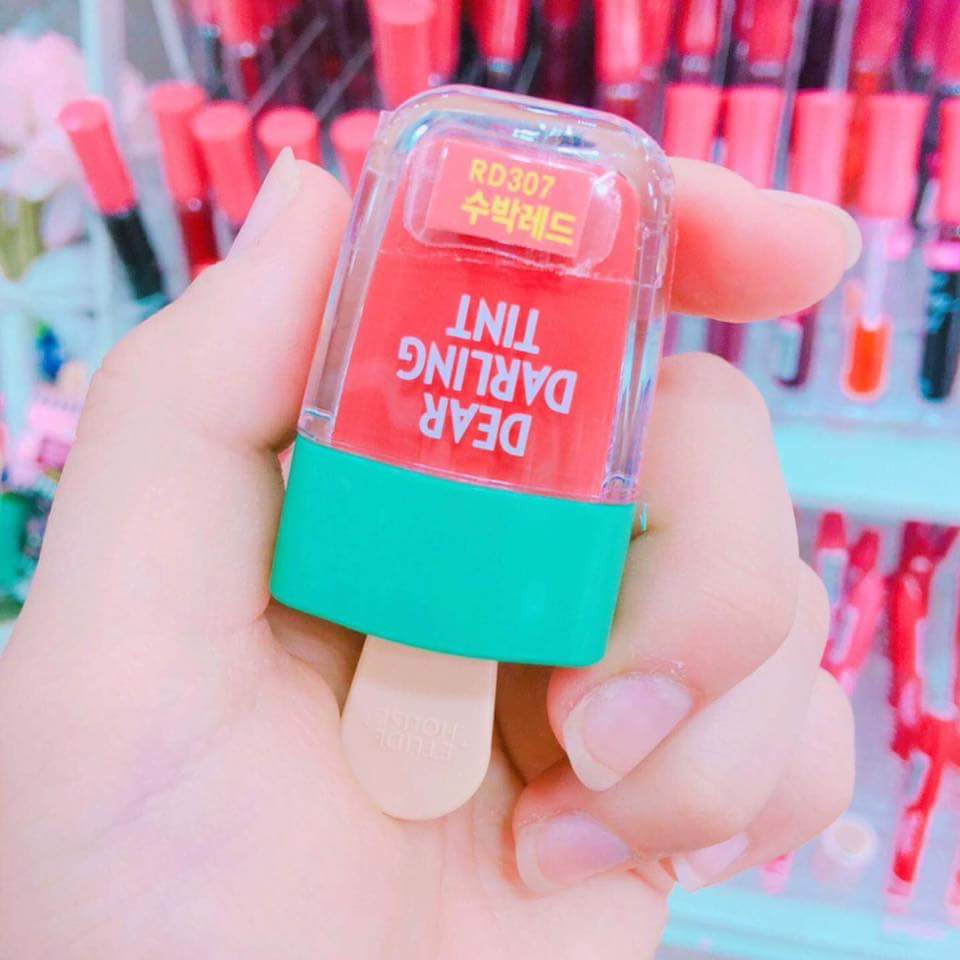 RD307
수박레드
DEAR
DARLING
TINT
ETUDE
HOUSE